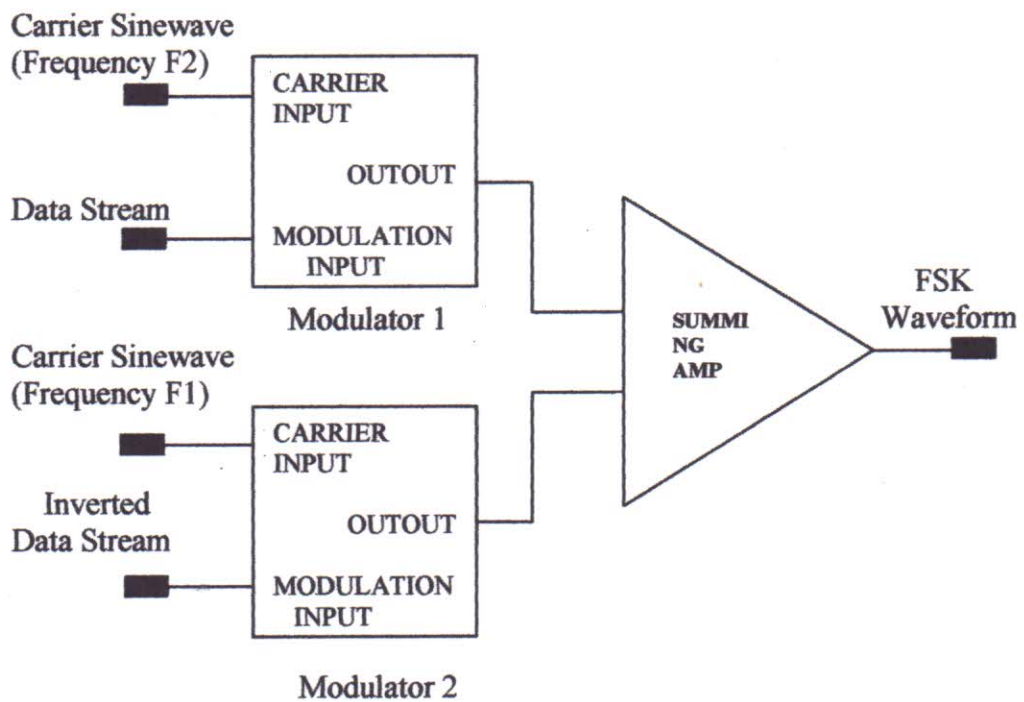 Carrier Sinewave
(Frequency F2)
CARRIER
INPUT
OUTOUT
Data Stream
MODULATION
INPUT
Modulator 1
SUMMI
NG
AMP
FSK
Waveform
Carrier Sinewave
(Frequency F1)
CARRIER
INPUT
Inverted
Data Stream
OUTOUT
MODULATION
INPUT
Modulator 2